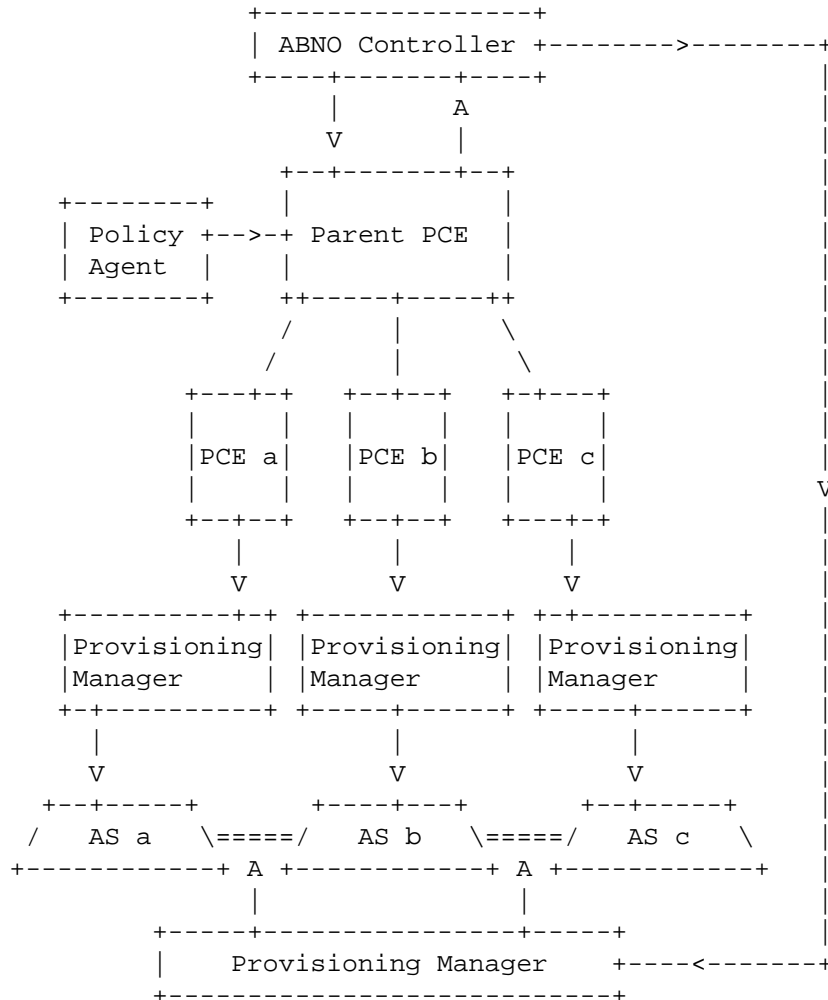 ABNO Controller
A
V
Policy Agent
Parent PCE
PCE a
PCE b
PCE c
V
V V V
Provisioning Manager
Provisioning Manager
Provisioning Manager
V V V
AS a
AS b
AS c
A A
Provisioning Manager